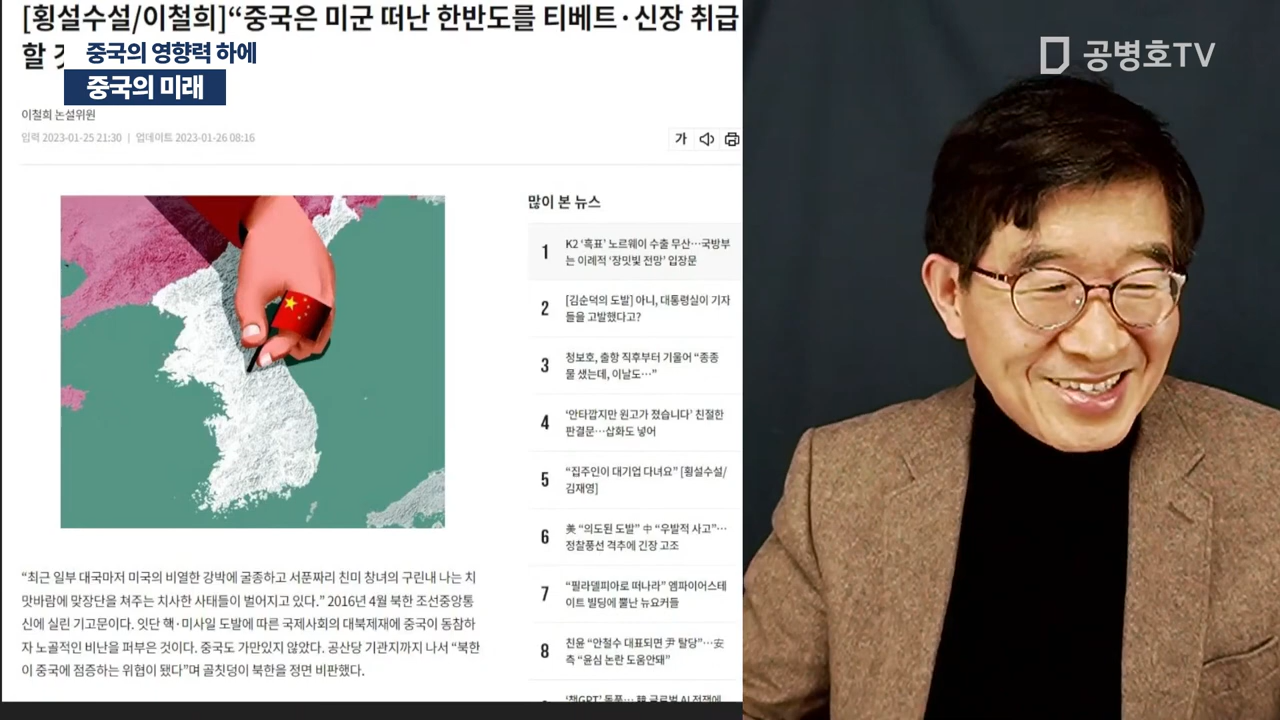 [횡설수설/이철희]“중국은 미군 떠난 한반도를 티베트·신장 취급
할
중국의 영향력 하에
중국의 미래
공병호TV
이철희 논설위원
입력 2023-01-25 21:30 | 업데이트 2023-01-26 08:16
가
많이 본 뉴스
1 K2 ‘흑표’ 노르웨이 수출 무산…국방부
는 이례적 ‘장밋빛 전망’ 입장문
2 [김순덕의 도발] 아니, 대통령실이 기자
들을 고발했다고?
3 청보호, 출항 직후부터 기울어 “종종
물 샜는데, 이날도…”
4 ‘안타깝지만 원고가 졌습니다’ 친절한
판결문…삽화도 넣어
5 “집주인이 대기업 다녀요” [횡설수설/
김재영]
6 美 “의도된 도발” 中 “우발적 사고”…
정찰풍선 격추에 긴장 고조
7 “필라델피아로 떠나라” 엠파이어스테
이트 빌딩에 뿔난 뉴요커들
8 친윤 “안철수 대표되면 尹 탈당”…安
측 “윤심 논란 도움안돼”
‘챗GPT’ 돌풍… 韓 글로벌 AI 전쟁에
“최근 일부 대국마저 미국의 비열한 강박에 굴종하고 서푼짜리 친미 창녀의 구린내 나는 치
맛바람에 맞장단을 쳐주는 치사한 사태들이 벌어지고 있다.” 2016년 4월 북한 조선중앙통
신에 실린 기고문이다. 잇단 핵·미사일 도발에 따른 국제사회의 대북제재에 중국이 동참하
자 노골적인 비난을 퍼부은 것이다. 중국도 가만있지 않았다. 공산당 기관지까지 나서 “북한
이 중국에 점증하는 위협이 됐다”며 골칫덩이 북한을 정면 비판했다.